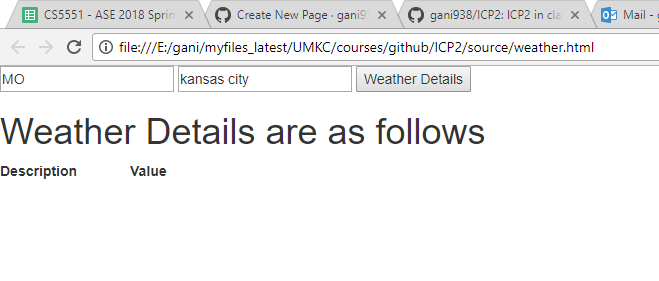 CS5551 - ASE 2018 Sprin
Create New Page · gani9
gani938/ICP2: ICP2 in cla
Mail - g
file:///E:/gani/myfiles_latest/UMKC/courses/github/ICP2/source/weather.html
MO kansas city Weather Details
Weather Details are as follows
Description Value